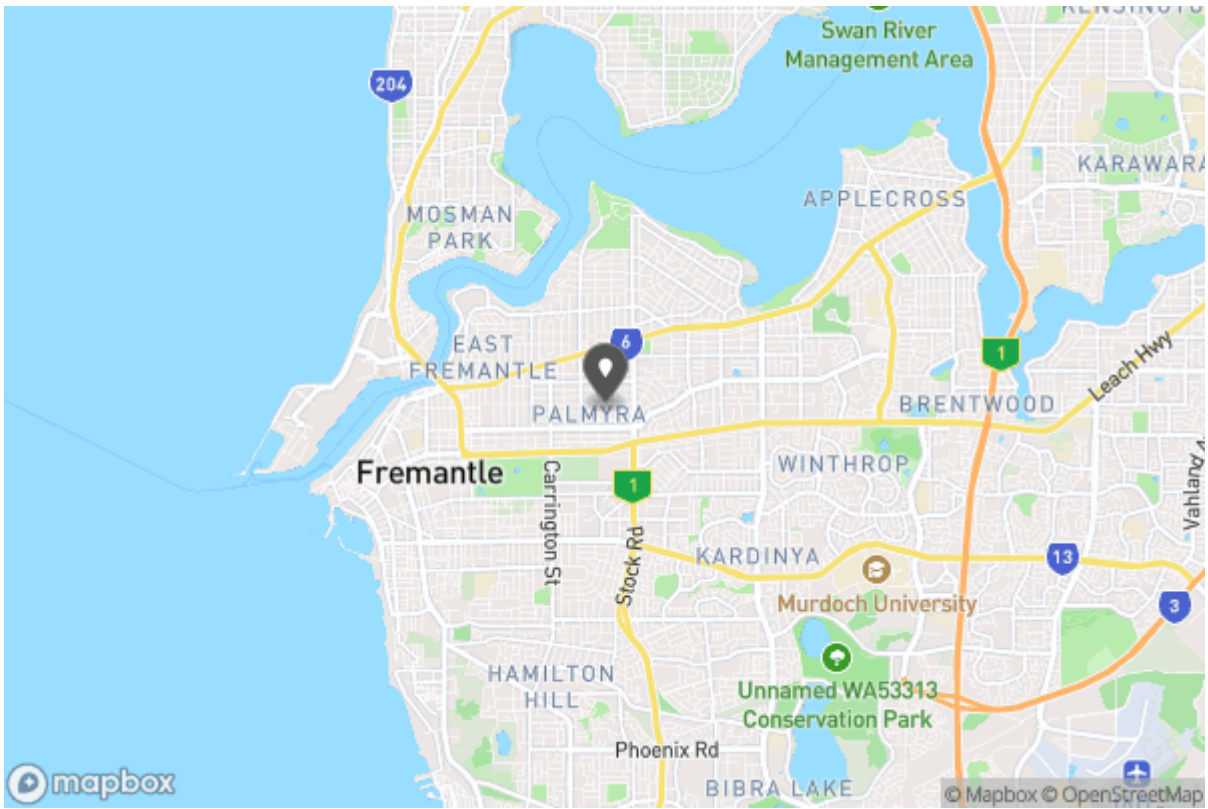 KENSINGTON
Swan River
Management Area
204
KARAWARA
APPLECROSS
MOSMAN
PARK
6
EAST
FREMANTLE
1
Leach Hwy
BRENTWOOD
PALMYRA
WINTHROP
Fremantle
Carrington St
1
Vahland A
Stock Rd
KARDINYA
13
Murdoch University
3
HAMILTON
HILL
Unnamed WA53313
Conservation Park
Phoenix Rd
BIBRA LAKE
mapbox
© Mapbox © OpenStreetMap